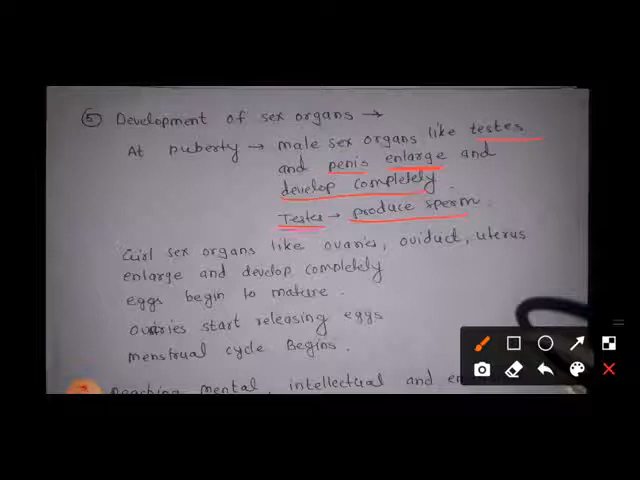 ⑤ Development of sex organs →
At puberty → male sex organs like testes
and penis enlarge and
develop completely.
Testes → produce sperm.
Girl sex organs like ovaries, oviduct, uterus
enlarge and develop completely
eggs begin to mature.
ovaries start releasing eggs
menstrual cycle Begins.
Reaching mental, intellectual and